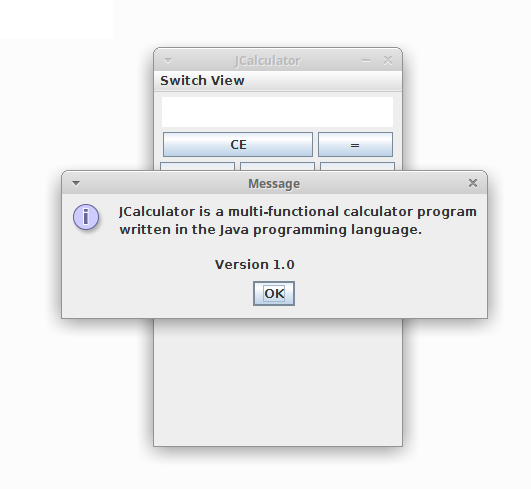 JCalculator
Switch View
CE =
Message
JCalculator is a multi-functional calculator program
written in the Java programming language.
Version 1.0
OK